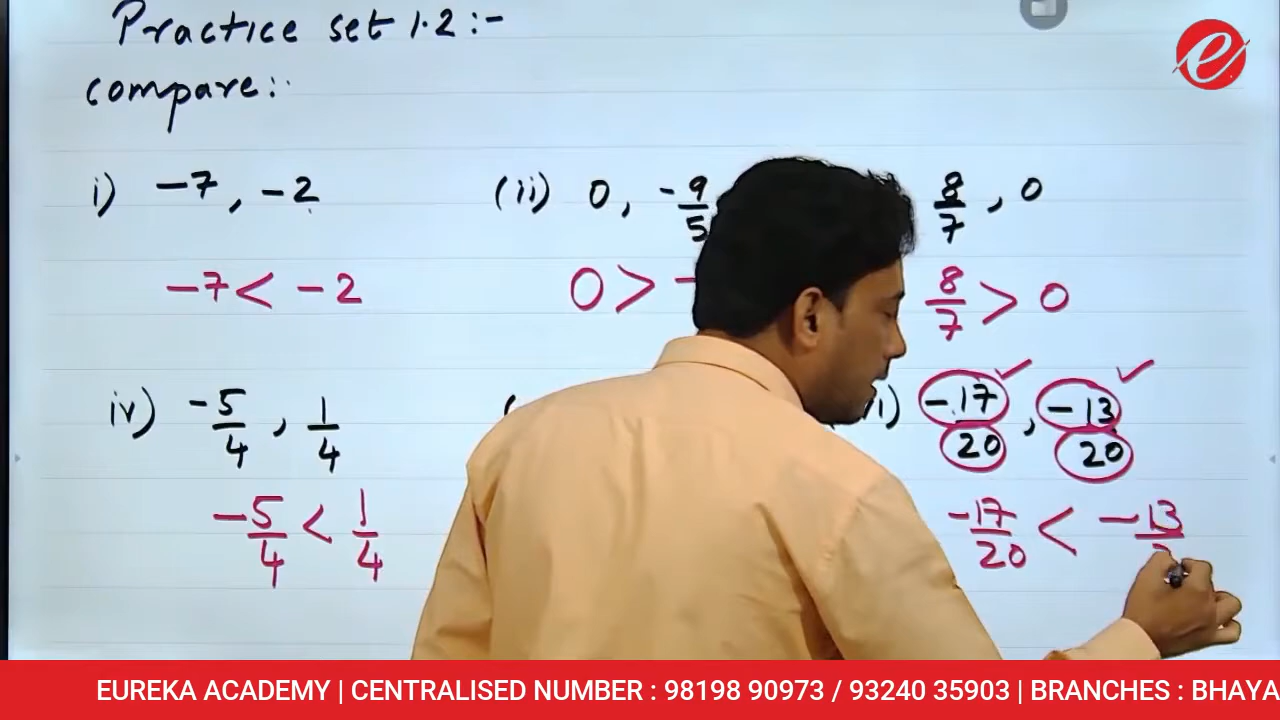 Practice set 1.2 :-
compare :-
i) -7 , -2 (ii) 0 , -9/5 8/7 , 0
-7 < -2 0 > - 8/7 > 0
iv) -5/4 , 1/4 ( i) -17/20 , -13/20
-5/4 < 1/4 -17/20 < -13
e
EUREKA ACADEMY | CENTRALISED NUMBER : 98198 90973 / 93240 35903 | BRANCHES : BHAYA